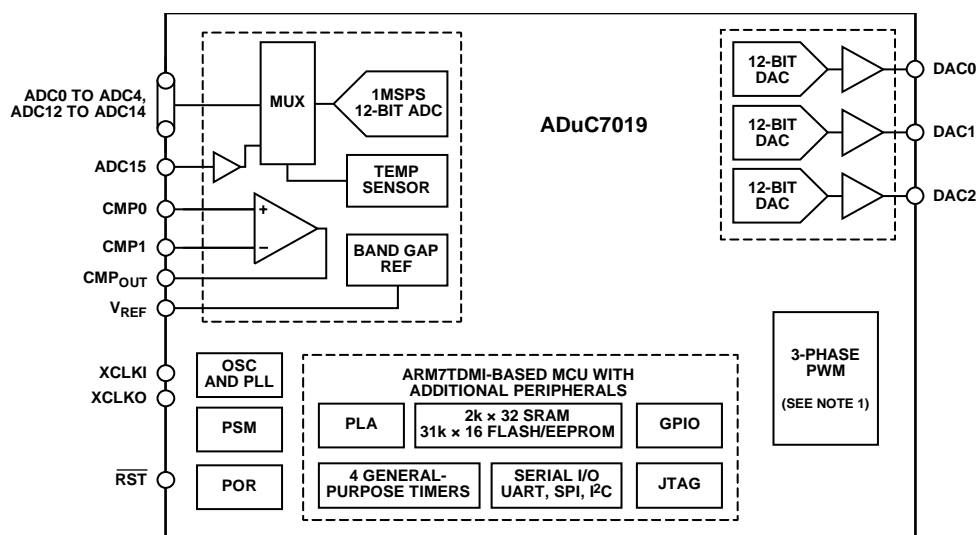 ADuC7019
ADC0 TO ADC4,
ADC12 TO ADC14
ADC15
CMP0
CMP1
CMPOUT
VREF
XCLKI
XCLKO
RST
MUX
1MSPS
12-BIT ADC
TEMP
SENSOR
+
−
BAND GAP
REF
12-BIT
DAC
DAC0
12-BIT
DAC
DAC1
12-BIT
DAC
DAC2
OSC
AND PLL
PSM
POR
ARM7TDMI-BASED MCU WITH
ADDITIONAL PERIPHERALS
PLA
2k × 32 SRAM
31k × 16 FLASH/EEPROM
GPIO
4 GENERAL-
PURPOSE TIMERS
SERIAL I/O
UART, SPI, I²C
JTAG
3-PHASE
PWM
(SEE NOTE 1)